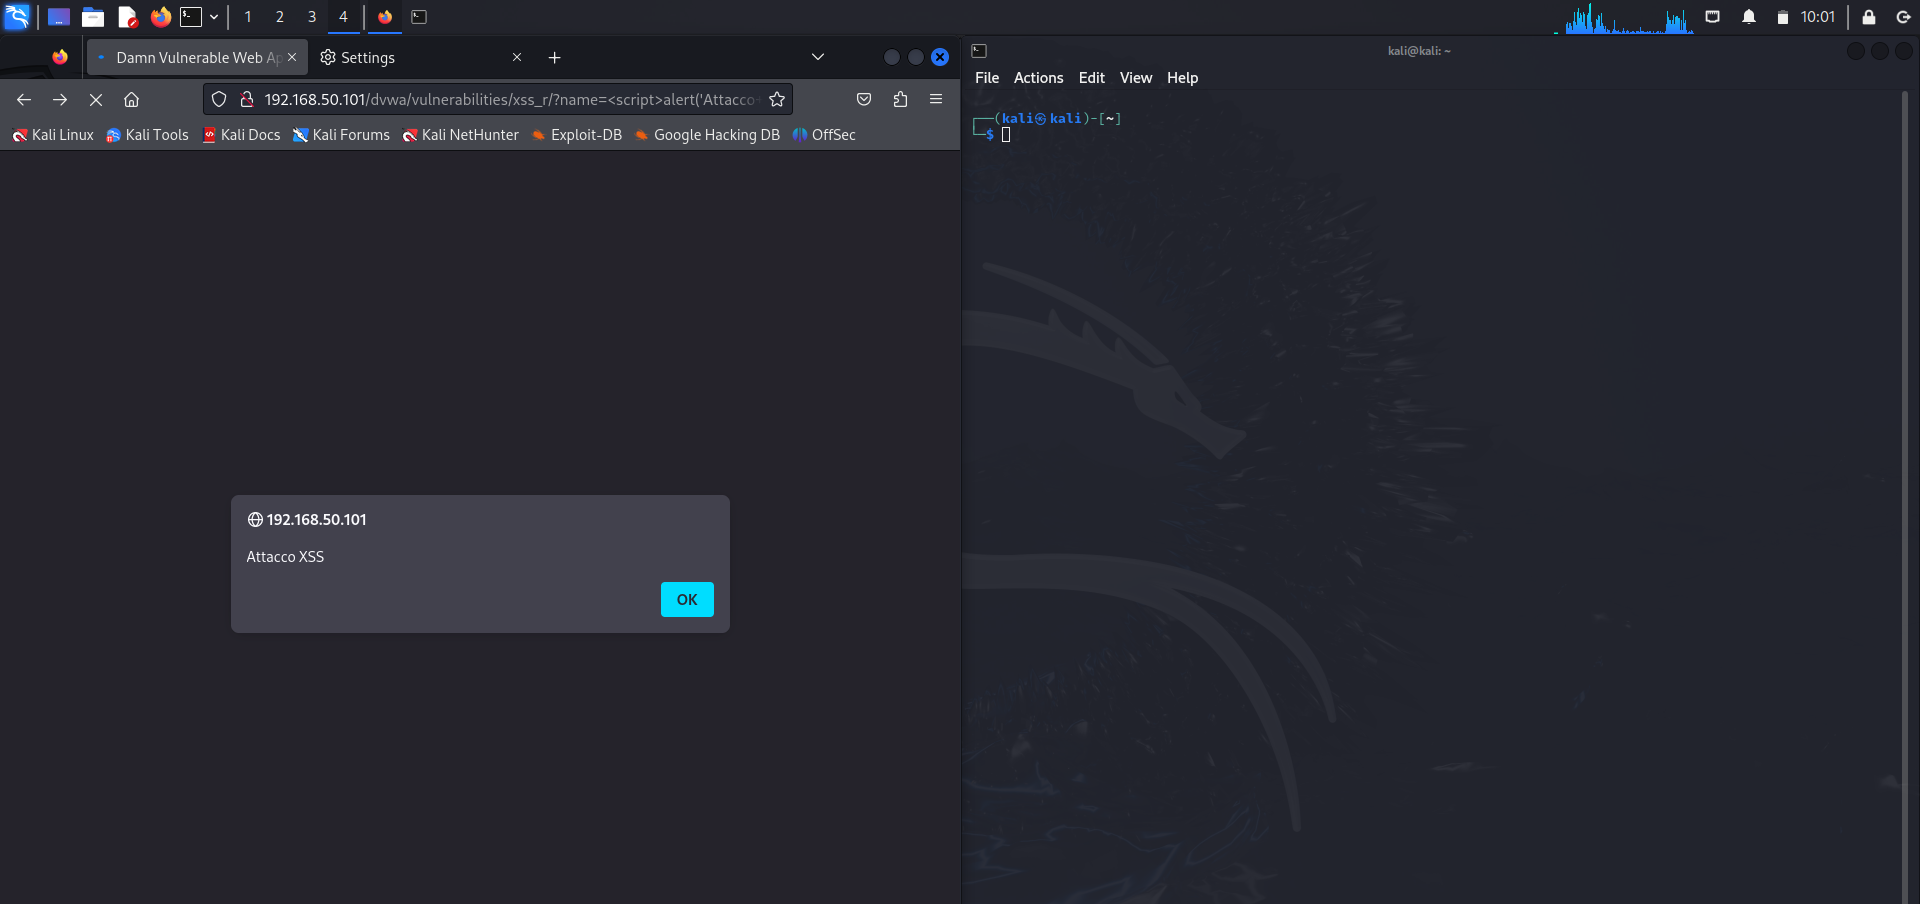 1 2 3 4
10:01
Damn Vulnerable Web Ap
Settings
192.168.50.101/dvwa/vulnerabilities/xss_r/?name=<script>alert('Attacco+
Kali Linux Kali Tools Kali Docs Kali Forums Kali NetHunter Exploit-DB Google Hacking DB OffSec
192.168.50.101
Attacco XSS
OK
kali@kali: ~
File Actions Edit View Help
┌──(kali㉿kali)-[~]
└─$